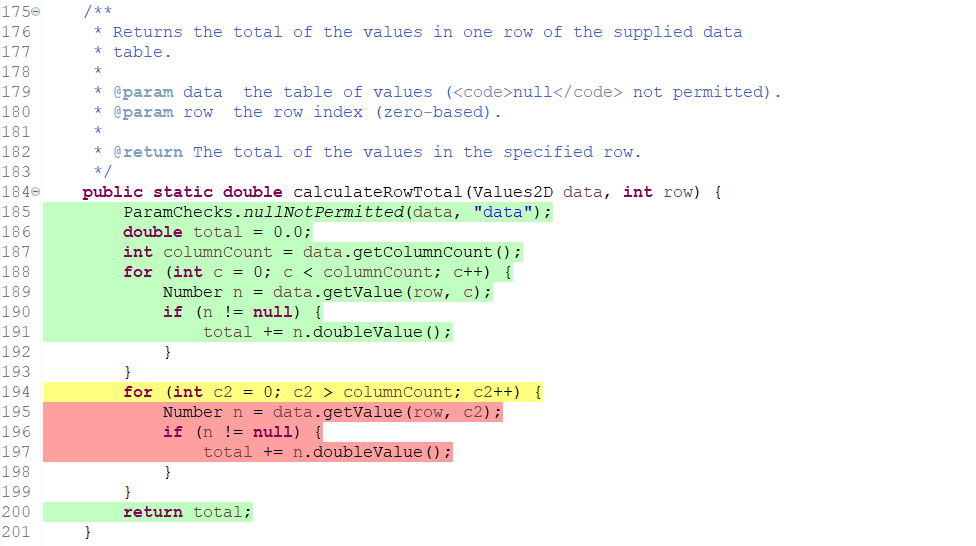 175 /**
176 * Returns the total of the values in one row of the supplied data
177 * table.
178 *
179 * @param data  the table of values (<code>null</code> not permitted).
180 * @param row  the row index (zero-based).
181 *
182 * @return The total of the values in the specified row.
183 */
184 public static double calculateRowTotal(Values2D data, int row) {
185 ParamChecks.nullNotPermitted(data, "data");
186 double total = 0.0;
187 int columnCount = data.getColumnCount();
188 for (int c = 0; c < columnCount; c++) {
189 Number n = data.getValue(row, c);
190 if (n != null) {
191 total += n.doubleValue();
192 }
193 }
194 for (int c2 = 0; c2 > columnCount; c2++) {
195 Number n = data.getValue(row, c2);
196 if (n != null) {
197 total += n.doubleValue();
198 }
199 }
200 return total;
201 }